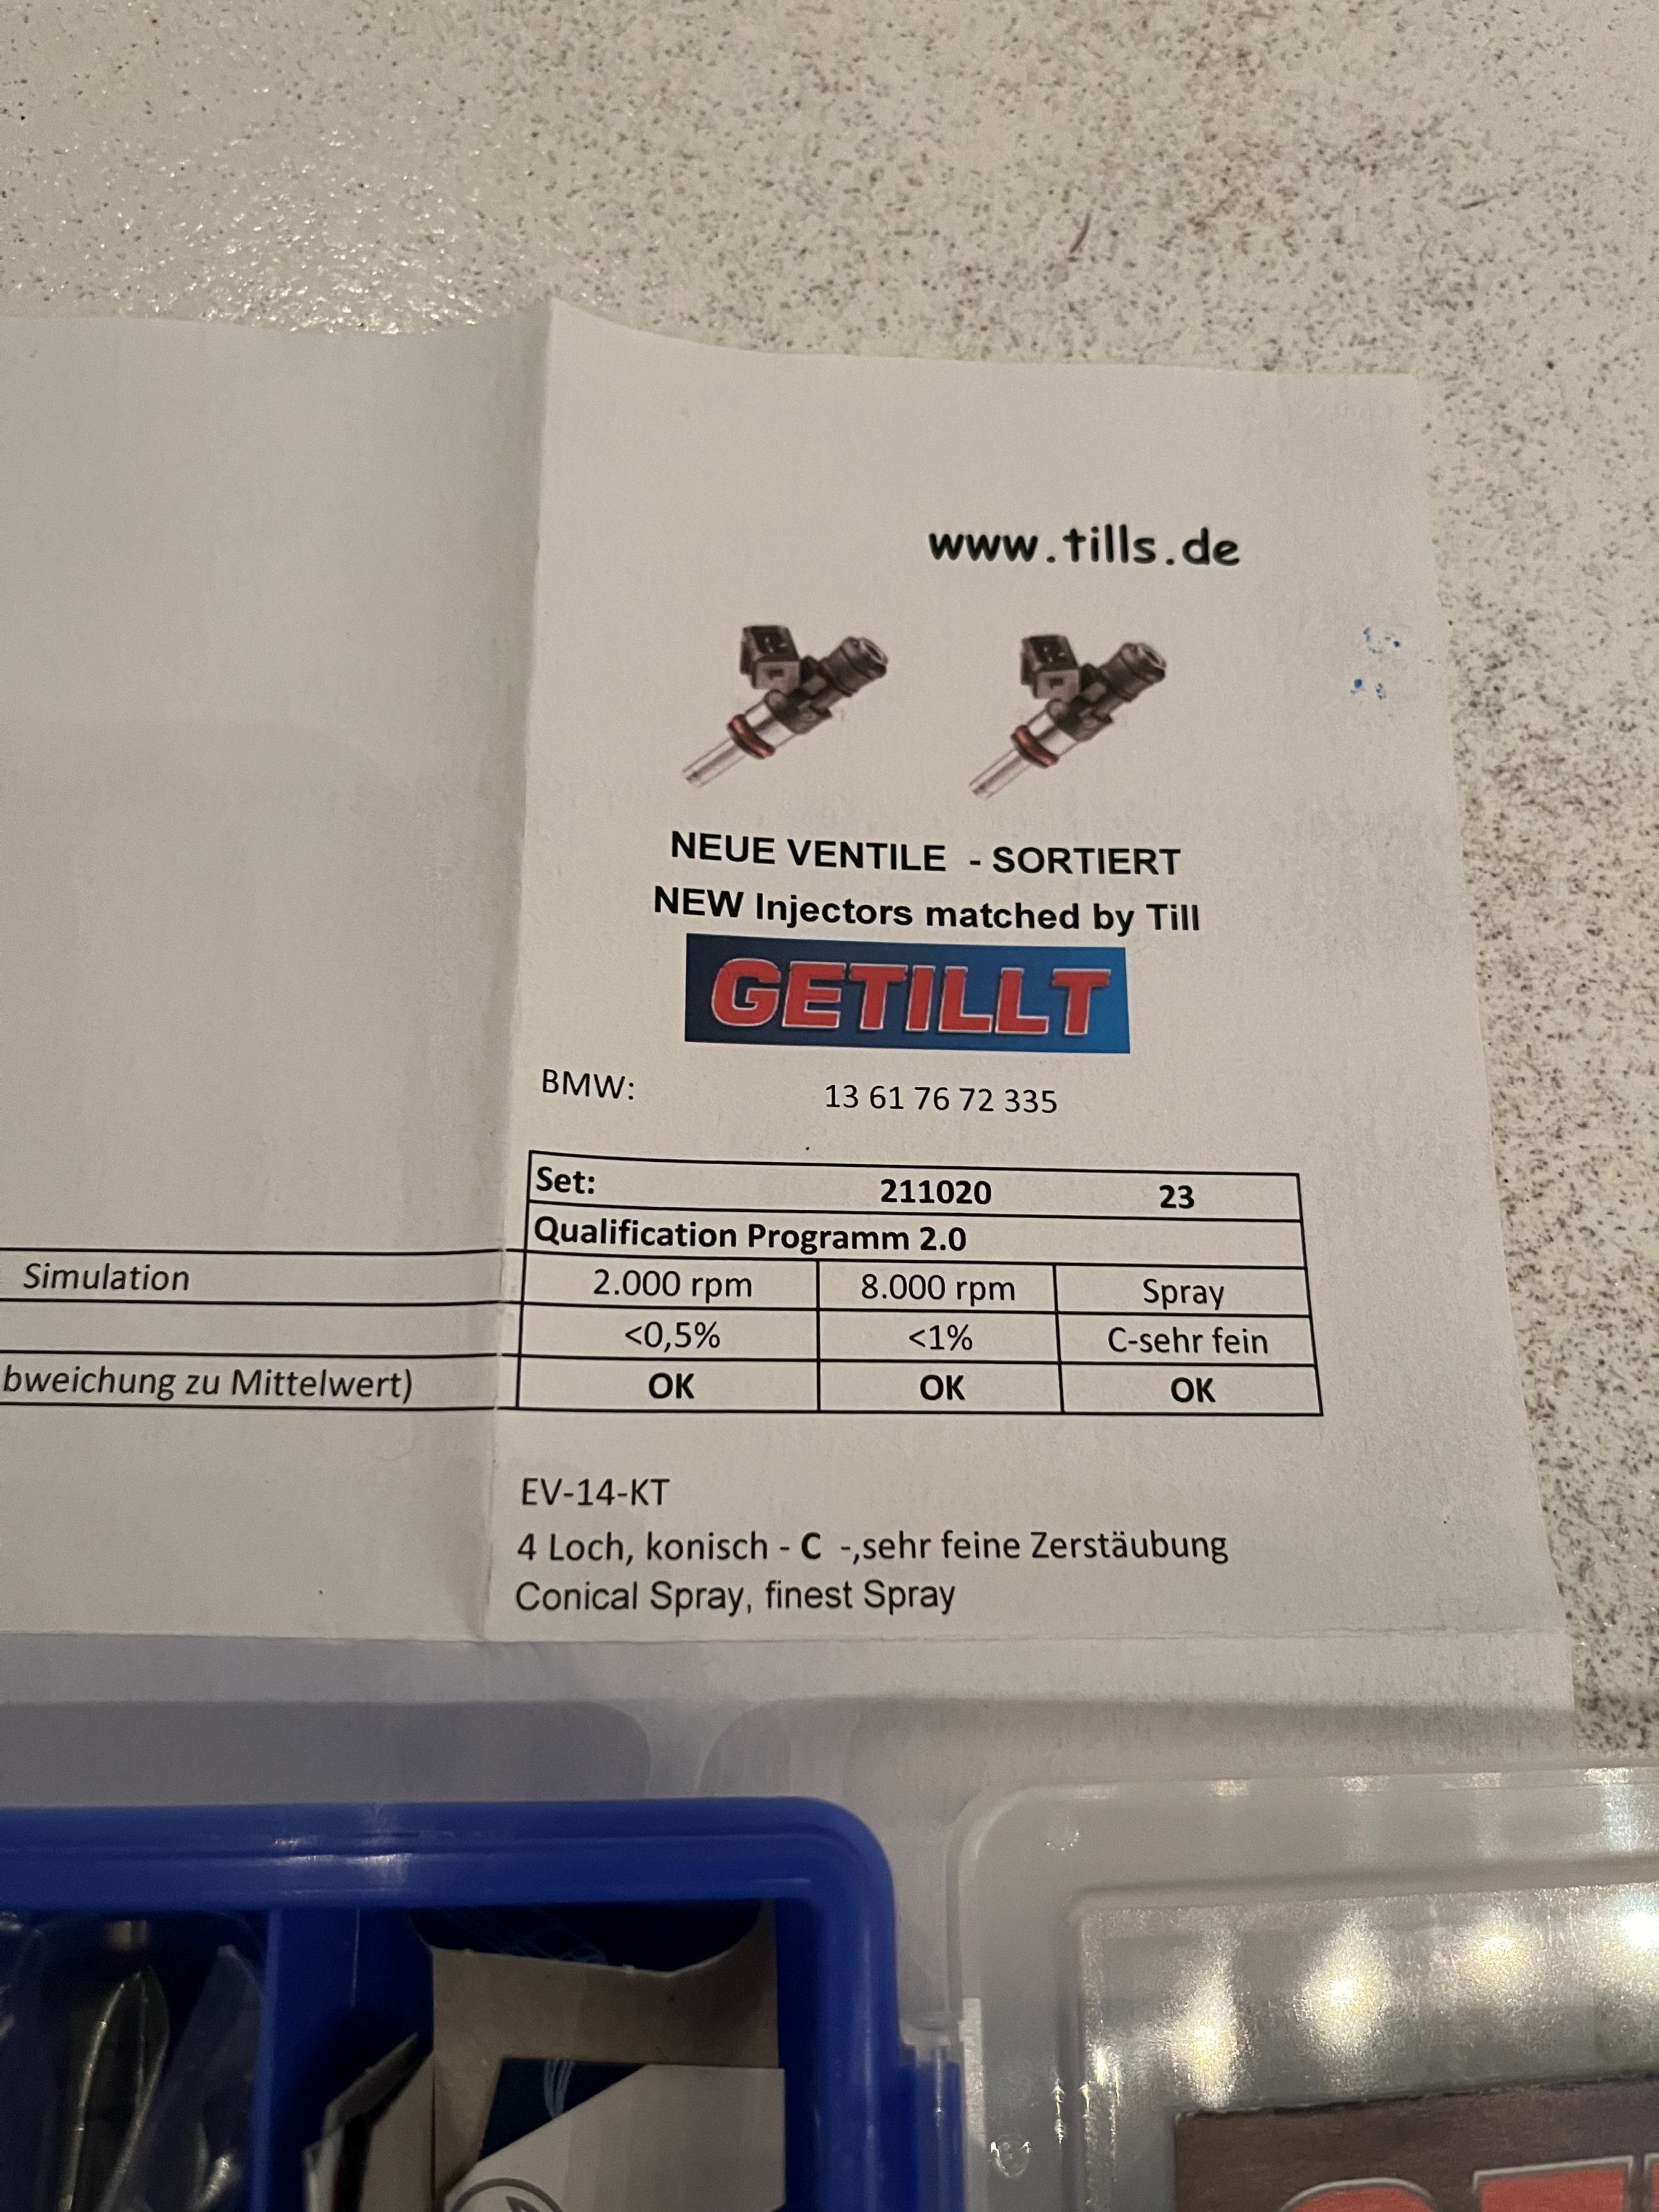 www.tills.de
NEUE VENTILE - SORTIERT
NEW Injectors matched by Till
GETILLT
BMW: 13 61 76 72 335
Set: 211020 23
Qualification Programm 2.0
Simulation 2.000 rpm 8.000 rpm Spray
<0,5% <1% C-sehr fein
bweichung zu Mittelwert) OK OK OK
EV-14-KT
4 Loch, konisch - C -,sehr feine Zerstäubung
Conical Spray, finest Spray